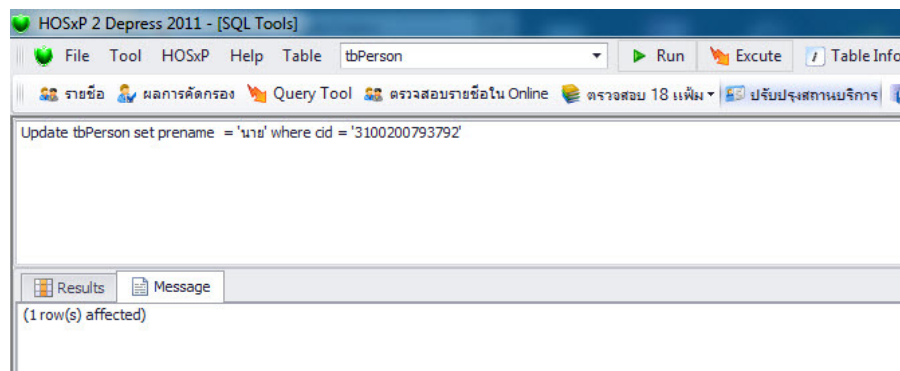 HOSxP 2 Depress 2011 - [SQL Tools]
File Tool HOSxP Help Table tbPerson Run Excute Table Info
รายชื่อ ผลการคัดกรอง Query Tool ตรวจสอบรายชื่อใน Online ตรวจสอบ 18 แฟ้ม ปรับปรุงสถานบริการ
Update tbPerson set prename = 'นาย' where cid = '3100200793792'
Results Message
(1 row(s) affected)